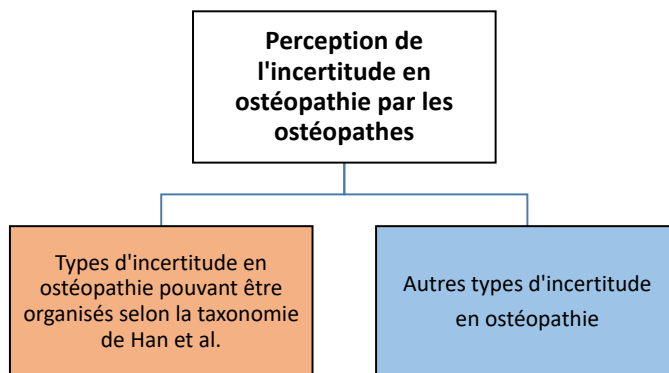 Perception de
l'incertitude en
ostéopathie par les
ostéopathes
Types d'incertitude en
ostéopathie pouvant être
organisés selon la taxonomie
de Han et al.
Autres types d'incertitude
en ostéopathie